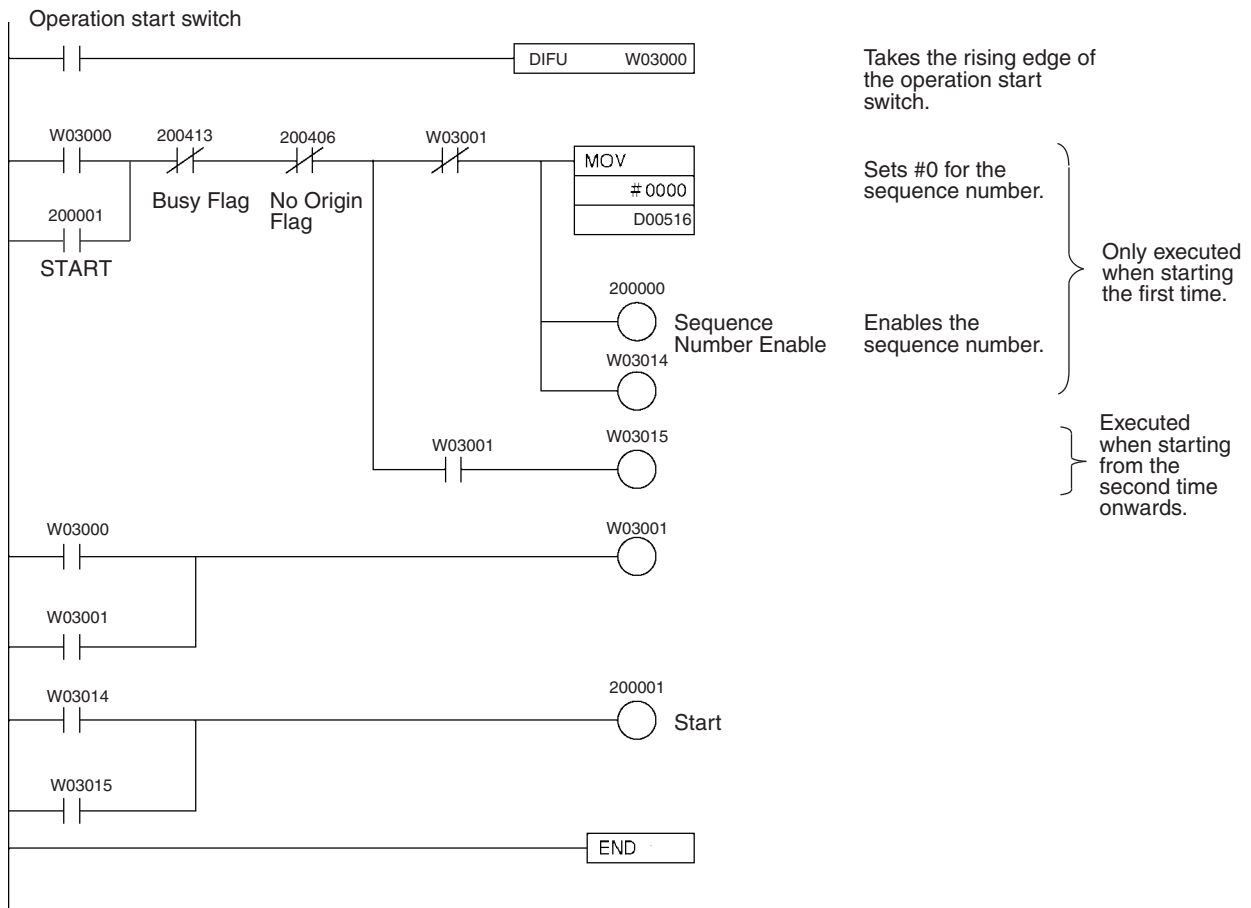 Operation start switch
DIFU W03000
Takes the rising edge of
the operation start
switch.
W03000 200413 200406 W03001
MOV
#0000
D00516
Busy Flag
No Origin
Flag
200001
START
Sets #0 for the
sequence number.
Only executed
when starting
the first time.
200000
Sequence
Number Enable
Enables the
sequence number.
W03014
W03001
W03015
Executed
when starting
from the
second time
onwards.
W03000
W03001
W03001
W03014
200001
Start
W03015
END